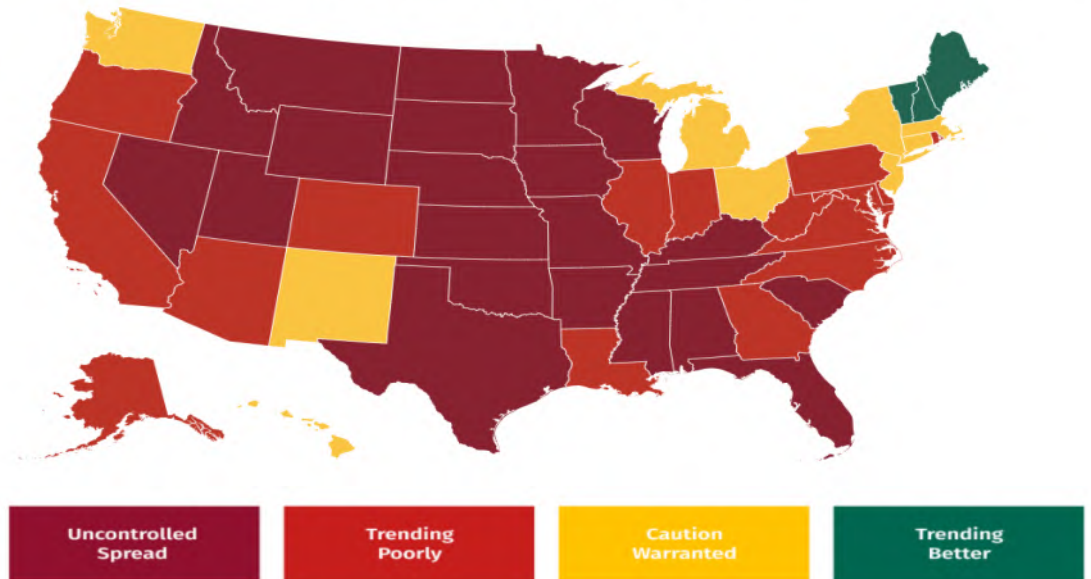 Uncontrolled
Spread
Trending
Poorly
Caution
Warranted
Trending
Better